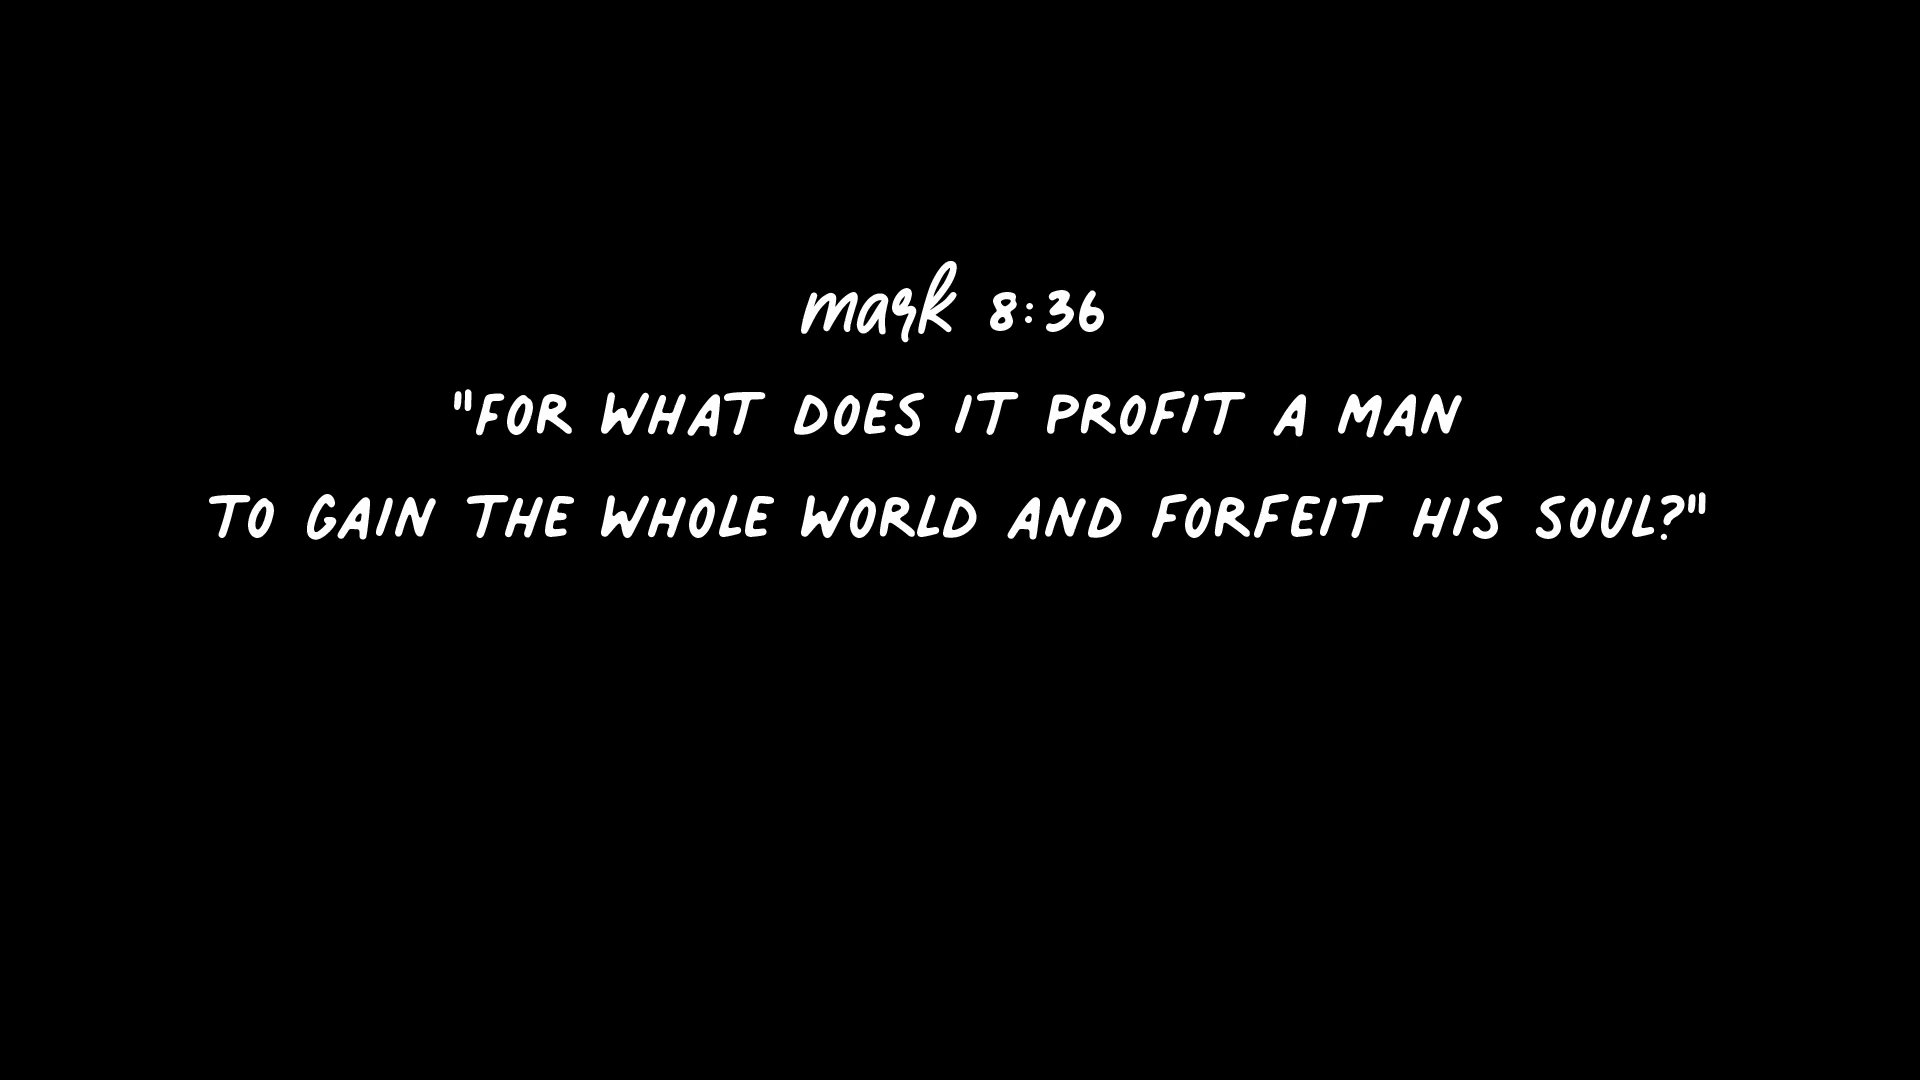 mark 8:36
"FOR WHAT DOES IT PROFIT A MAN
TO GAIN THE WHOLE WORLD AND FORFEIT HIS SOUL?"